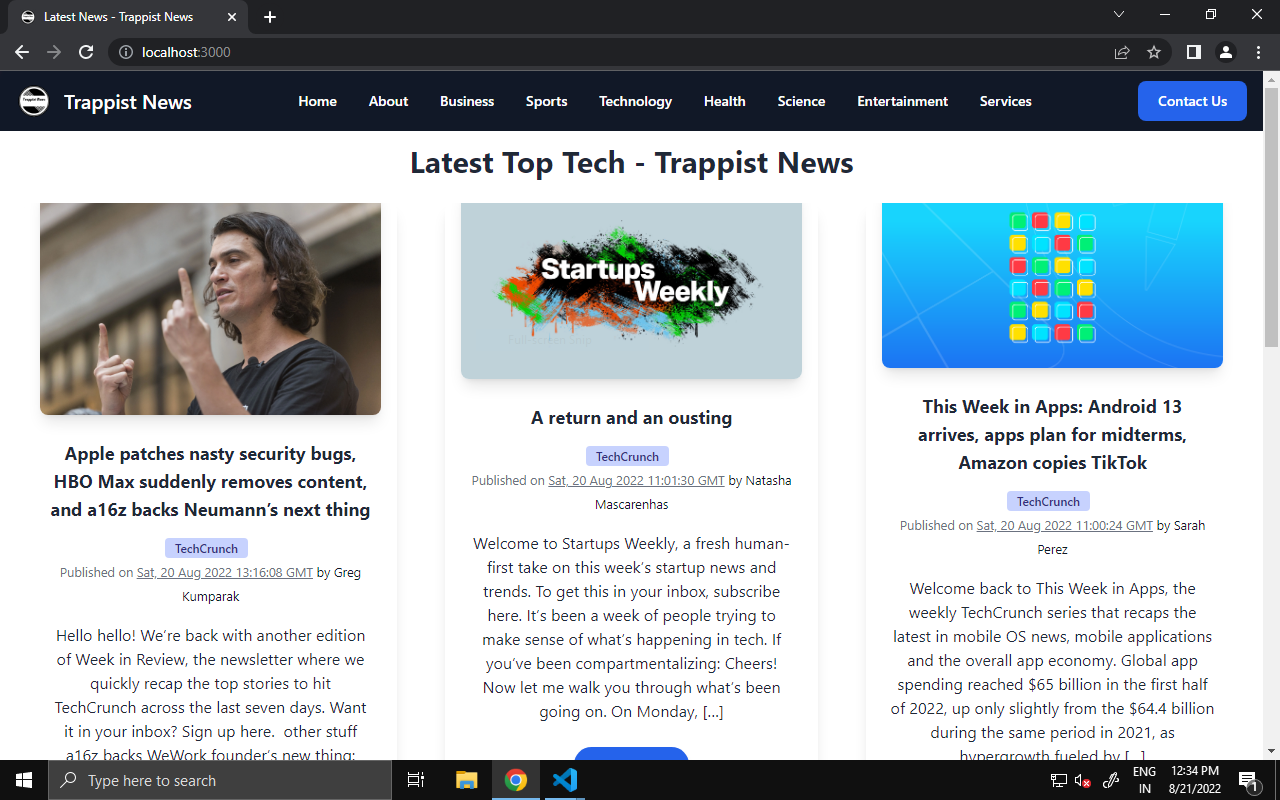 Latest News - Trappist News
localhost:3000
Trappist News
Home
About
Business
Sports
Technology
Health
Science
Entertainment
Services
Contact Us
Latest Top Tech - Trappist News
Apple patches nasty security bugs,
HBO Max suddenly removes content,
and a16z backs Neumann’s next thing
TechCrunch
Published on Sat, 20 Aug 2022 13:16:08 GMT by Greg
Kumparak
Hello hello! We’re back with another edition
of Week in Review, the newsletter where we
quickly recap the top stories to hit
TechCrunch across the last seven days. Want
it in your inbox? Sign up here. other stuff
a16z backs WeWork founder’s new thing:
Startups
Weekly
A return and an ousting
TechCrunch
Published on Sat, 20 Aug 2022 11:01:30 GMT by Natasha
Mascarenhas
Welcome to Startups Weekly, a fresh human-
first take on this week’s startup news and
trends. To get this in your inbox, subscribe
here. It’s been a week of people trying to
make sense of what’s happening in tech. If
you’ve been compartmentalizing: Cheers!
Now let me walk you through what’s been
going on. On Monday, […]
This Week in Apps: Android 13
arrives, apps plan for midterms,
Amazon copies TikTok
TechCrunch
Published on Sat, 20 Aug 2022 11:00:24 GMT by Sarah
Perez
Welcome back to This Week in Apps, the
weekly TechCrunch series that recaps the
latest in mobile OS news, mobile applications
and the overall app economy. Global app
spending reached $65 billion in the first half
of 2022, up only slightly from the $64.4 billion
during the same period in 2021, as
hypergrowth fueled by […]
Type here to search
ENG
IN
12:34 PM
8/21/2022
1